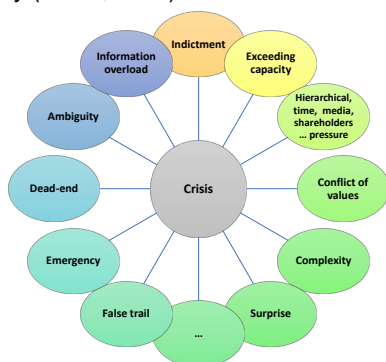 Indictment
Exceeding
capacity
Hierarchical,
time, media,
shareholders
... pressure
Conflict of
values
Complexity
Surprise
...
False trail
Emergency
Dead-end
Ambiguity
Information
overload
Crisis